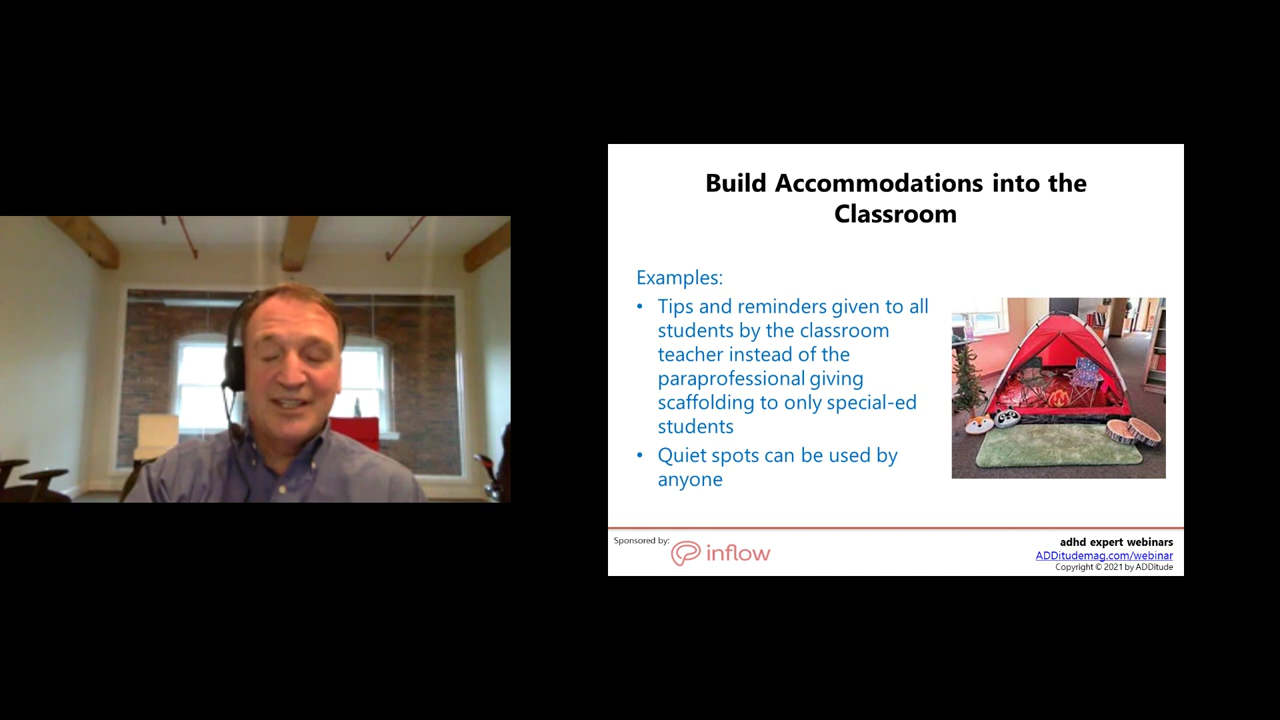 Build Accommodations into the
Classroom
Examples:
• Tips and reminders given to all
students by the classroom
teacher instead of the
paraprofessional giving
scaffolding to only special-ed
students
• Quiet spots can be used by
anyone
Sponsored by:
inflow
adhd expert webinars
ADDitudemag.com/webinar
Copyright © 2021 by ADDitude